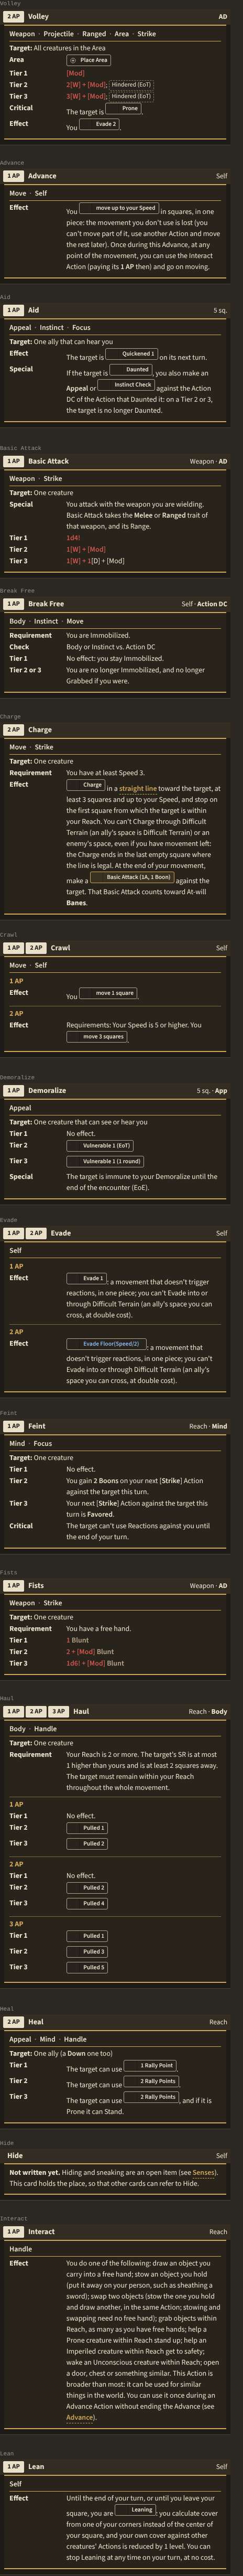 Volley
2 AP Volley AD
Weapon · Projectile · Ranged · Area · Strike
Target: All creatures in the Area
Area Place Area
Tier 1 [Mod]
Tier 2 2[W] + [Mod]; Hindered (EoT)
Tier 3 3[W] + [Mod]; Hindered (EoT)
Critical The target is Prone.
Effect You Evade 2.
Advance
1 AP Advance Self
Move · Self
Effect You move up to your Speed in squares, in one
piece: the movement you don't use is lost (you
can't move part of it, use another Action and move
the rest later). Once during this Advance, at any
point of the movement, you can use the Interact
Action (paying its 1 AP then) and go on moving.
Aid
1 AP Aid 5 sq.
Appeal · Instinct · Focus
Target: One ally that can hear you
Effect The target is Quickened 1 on its next turn.
Special If the target is Daunted, you also make an
Appeal or Instinct Check against the Action
DC of the Action that Daunted it: on a Tier 2 or 3,
the target is no longer Daunted.
Basic Attack
1 AP Basic Attack Weapon · AD
Weapon · Strike
Target: One creature
Special You attack with the weapon you are wielding.
Basic Attack takes the Melee or Ranged trait of
that weapon, and its Range.
Tier 1 1d4!
Tier 2 1[W] + [Mod]
Tier 3 1[W] + 1[D] + [Mod]
Break Free
1 AP Break Free Self · Action DC
Body · Instinct · Move
Requirement You are Immobilized.
Check Body or Instinct vs. Action DC
Tier 1 No effect: you stay Immobilized.
Tier 2 or 3 You are no longer Immobilized, and no longer
Grabbed if you were.
Charge
2 AP Charge
Move · Strike
Target: One creature
Requirement You have at least Speed 3.
Effect Charge in a straight line toward the target, at
least 3 squares and up to your Speed, and stop on
the first square from which the target is within
your Reach. You can't Charge through Difficult
Terrain (an ally's space is Difficult Terrain) or an
enemy's space, even if you have movement left:
the Charge ends in the last empty square where
the line is legal. At the end of your movement,
make a Basic Attack (1A, 1 Boon) against the
target. That Basic Attack counts toward At-will
Banes.
Crawl
1 AP 2 AP Crawl Self
Move · Self
1 AP
Effect You move 1 square.
2 AP
Effect Requirements: Your Speed is 5 or higher. You
move 3 squares.
Demoralize
1 AP Demoralize 5 sq. · App
Appeal
Target: One creature that can see or hear you
Tier 1 No effect.
Tier 2 Vulnerable 1 (EoT)
Tier 3 Vulnerable 1 (1 round)
Special The target is immune to your Demoralize until the
end of the encounter (EoE).
Evade
1 AP 2 AP Evade Self
Self
1 AP
Effect Evade 1: a movement that doesn't trigger
reactions, in one piece; you can't Evade into or
through Difficult Terrain (an ally's space you can
cross, at double cost).
2 AP
Effect Evade Floor(Speed/2): a movement that
doesn't trigger reactions, in one piece; you can't
Evade into or through Difficult Terrain (an ally's
space you can cross, at double cost).
Feint
1 AP Feint Reach · Mind
Mind · Focus
Target: One creature
Tier 1 No effect.
Tier 2 You gain 2 Boons on your next [Strike] Action
against the target this turn.
Tier 3 Your next [Strike] Action against the target this
turn is Favored.
Critical The target can't use Reactions against you until
the end of your turn.
Fists
1 AP Fists Weapon · AD
Weapon · Strike
Target: One creature
Requirement You have a free hand.
Tier 1 1 Blunt
Tier 2 2 + [Mod] Blunt
Tier 3 1d6! + [Mod] Blunt
Haul
1 AP 2 AP 3 AP Haul Reach · Body
Body · Handle
Target: One creature
Requirement Your Reach is 2 or more. The target's SR is at most
1 higher than yours and is at least 2 squares away.
The target must remain within your Reach
throughout the whole movement.
1 AP
Tier 1 No effect.
Tier 2 Pulled 1
Tier 3 Pulled 2
2 AP
Tier 1 No effect.
Tier 2 Pulled 2
Tier 3 Pulled 4
3 AP
Tier 1 Pulled 1
Tier 2 Pulled 3
Tier 3 Pulled 5
Heal
2 AP Heal Reach
Appeal · Mind · Handle
Target: One ally (a Down one too)
Tier 1 The target can use 1 Rally Point.
Tier 2 The target can use 2 Rally Points.
Tier 3 The target can use 2 Rally Points, and if it is
Prone it can Stand.
Hide
Hide Self
Not written yet. Hiding and sneaking are an open item (see Senses).
This card holds the place, so that other cards can refer to Hide.
Interact
1 AP Interact Reach
Handle
Effect You do one of the following: draw an object you
carry into a free hand; stow an object you hold
(put it away on your person, such as sheathing a
sword); swap two objects (stow the one you hold
and draw another, in the same Action; stowing and
swapping need no free hand); grab objects within
Reach, as many as you have free hands; help a
Prone creature within Reach stand up; help an
Imperiled creature within Reach get to safety;
wake an Unconscious creature within Reach; open
a door, chest or something similar. This Action is
broader than most: it can be used for similar
things in the world. You can use it once during an
Advance Action without ending the Advance (see
Advance).
Lean
1 AP Lean Self
Self
Effect Until the end of your turn, or until you leave your
square, you are Leaning: you calculate cover
from one of your corners instead of the center of
your square, and your own cover against other
creatures' Actions is reduced by 1 level. You can
stop Leaning at any time on your turn, at no cost.